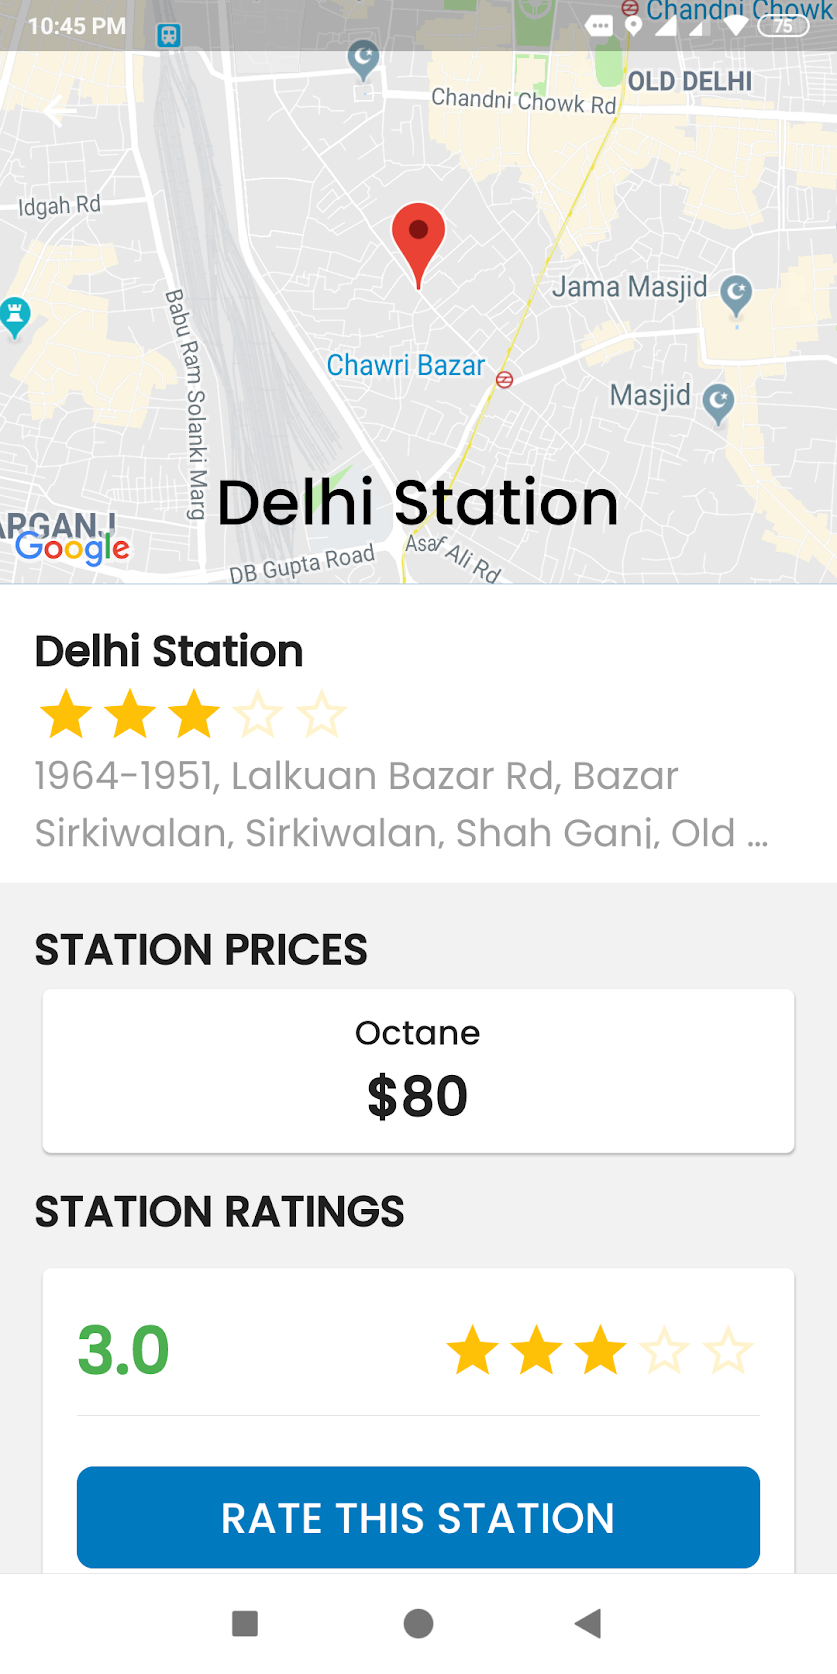 10:45 PM
75
Chandni Chowk
OLD DELHI
Chandni Chowk Rd
Idgah Rd
Jama Masjid
Babu Ram Solanki Marg
Chawri Bazar
Masjid
Delhi Station
ARGANJ
Google
DB Gupta Road
Asaf Ali Rd
Delhi Station
1964-1951, Lalkuan Bazar Rd, Bazar
Sirkiwalan, Sirkiwalan, Shah Ganj, Old ...
STATION PRICES
Octane
$80
STATION RATINGS
3.0
RATE THIS STATION